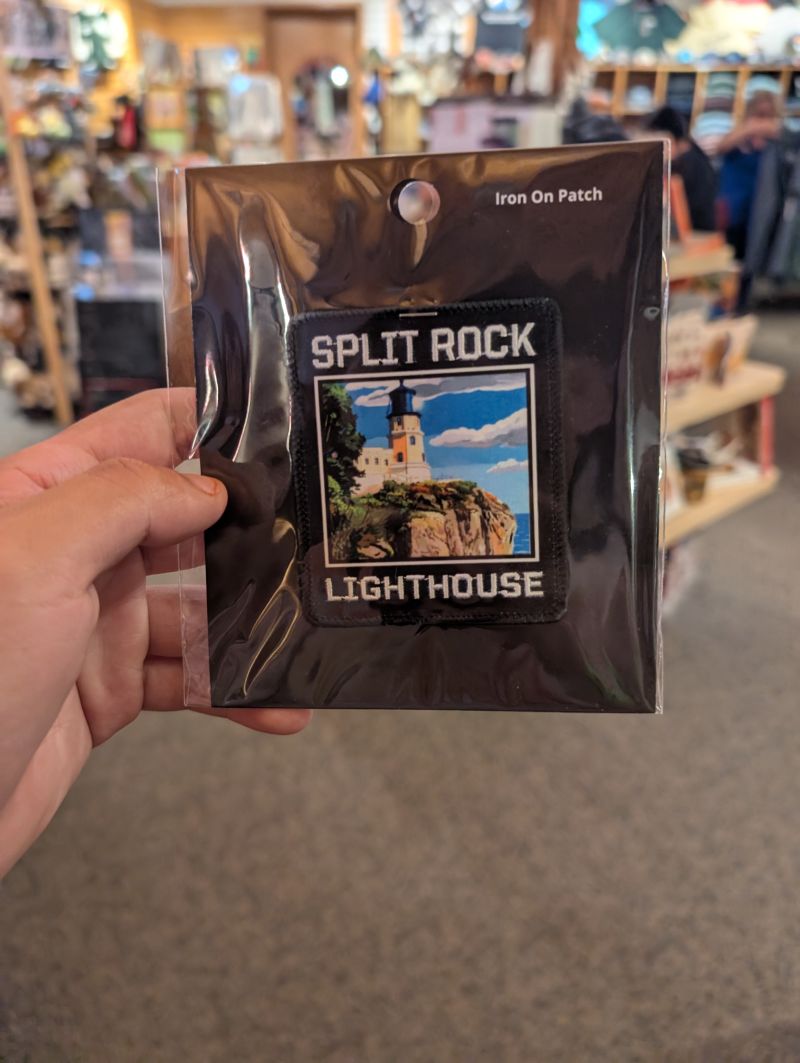 Iron On Patch
SPLIT ROCK
LIGHTHOUSE